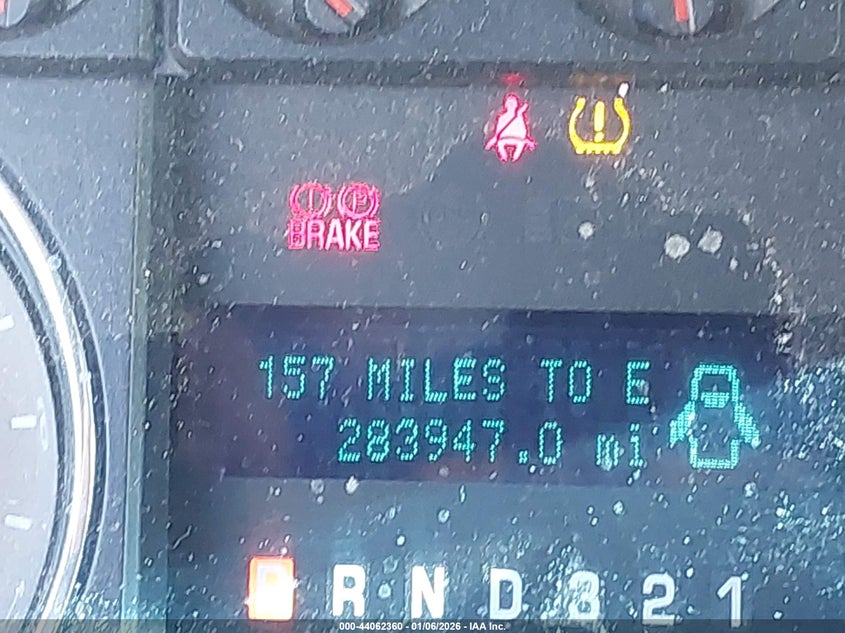 BRAKE
157 MILES TO E
283947.0 mi
P R N D 3 2 1
000-44062360 - 01/06/2026 - IAA Inc.